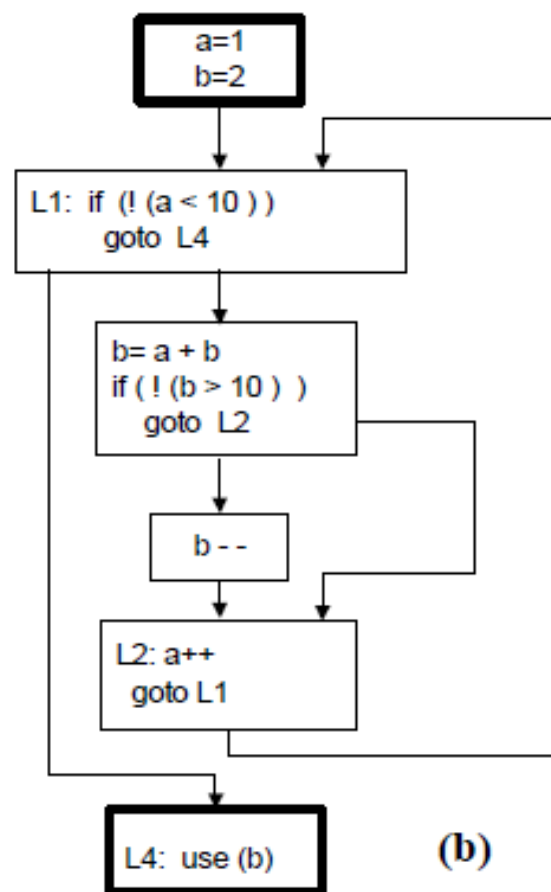 a=1
b=2
L1: if (! (a < 10 ) )
goto L4
b= a + b
if ( ! (b > 10 ) )
goto L2
b - -
L2: a++
goto L1
L4: use (b)
(b)